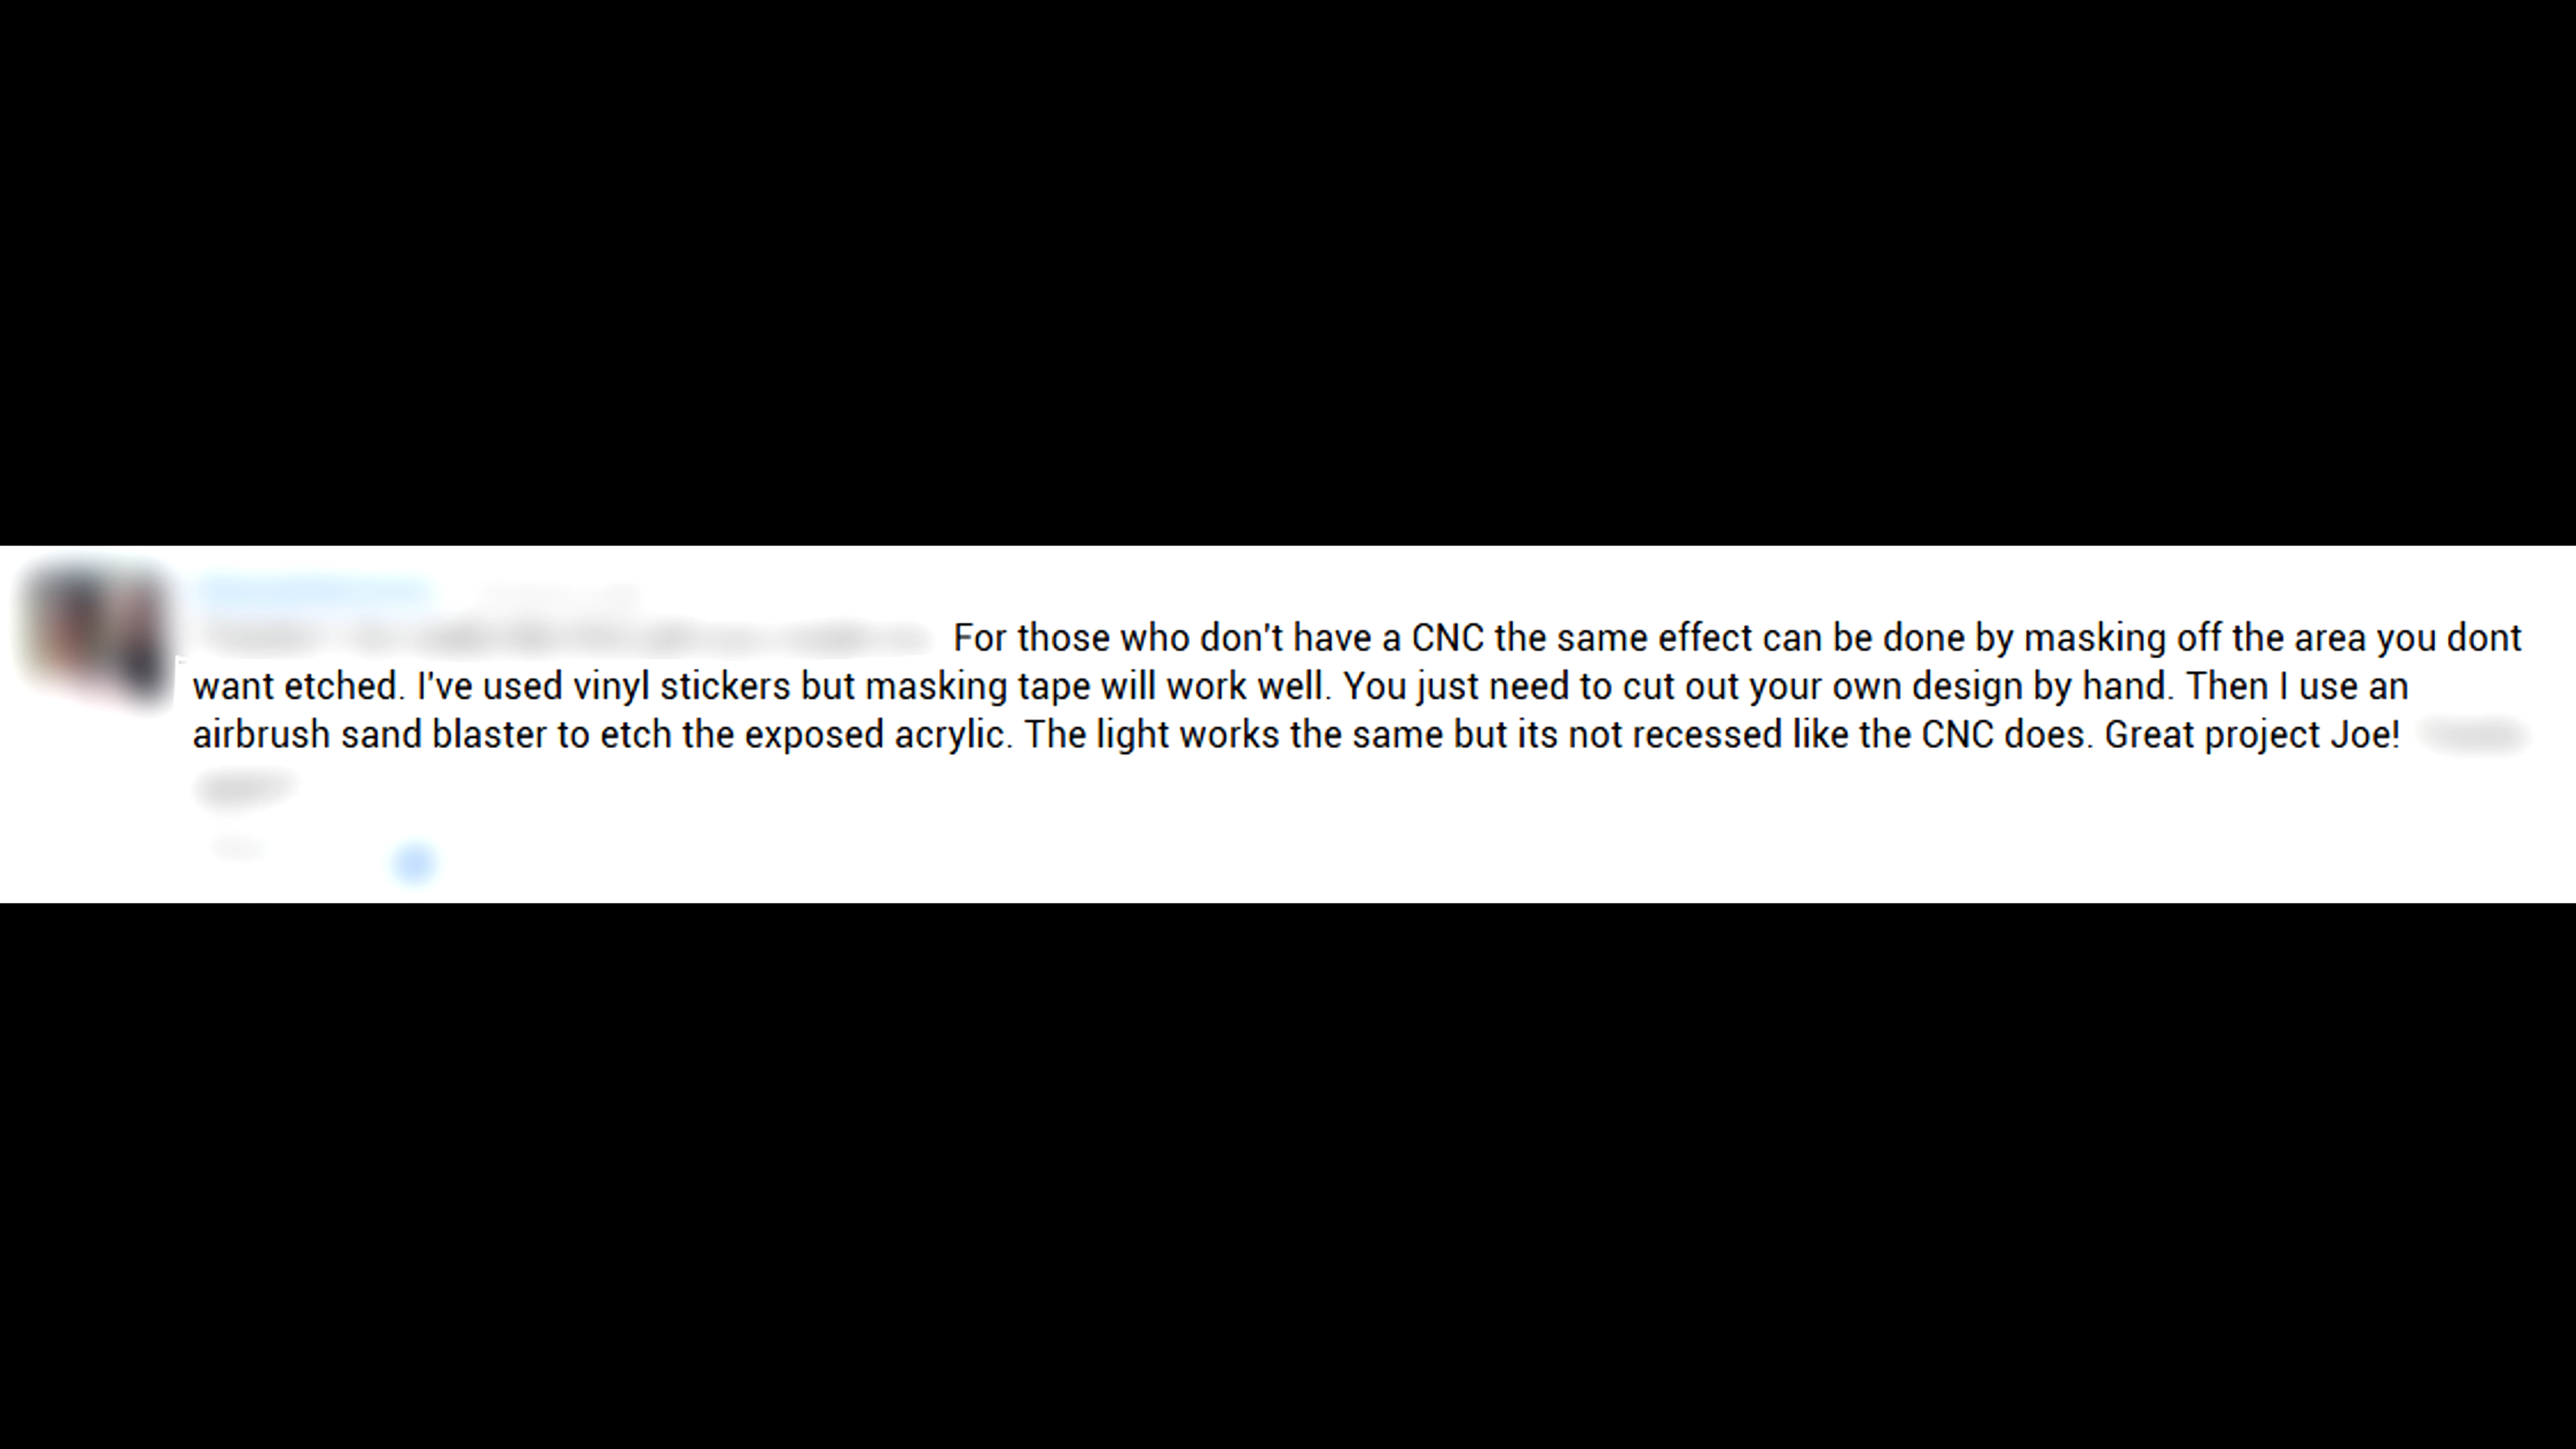 For those who don't have a CNC the same effect can be done by masking off the area you dont
want etched. I've used vinyl stickers but masking tape will work well. You just need to cut out your own design by hand. Then I use an
airbrush sand blaster to etch the exposed acrylic. The light works the same but its not recessed like the CNC does. Great project Joe!